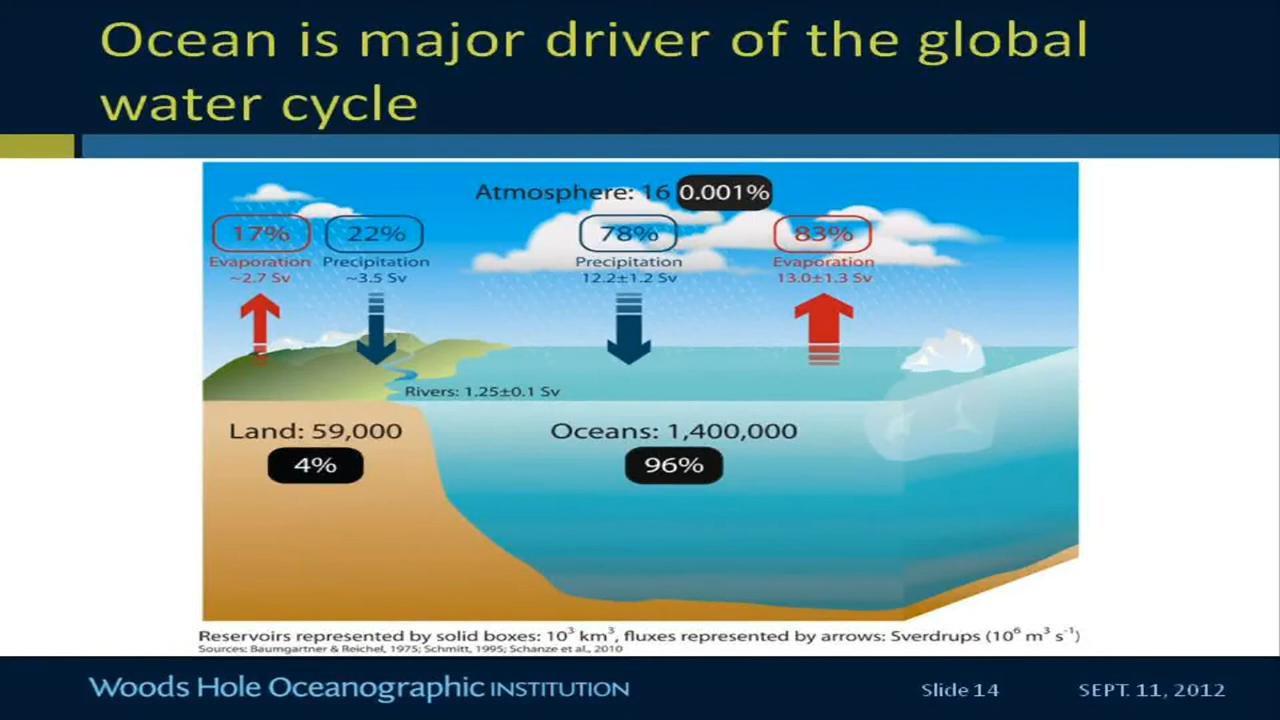 Ocean is major driver of the global
water cycle
Atmosphere: 16 0.001%
17% 22% 78% 83%
Evaporation Precipitation Precipitation Evaporation
~2.7 Sv ~3.5 Sv 12.2±1.2 Sv 13.0±1.3 Sv
Rivers: 1.25±0.1 Sv
Land: 59,000 Oceans: 1,400,000
4% 96%
Reservoirs represented by solid boxes: 10³ km³, fluxes represented by arrows: Sverdrups (10⁶ m³ s⁻¹)
Sources: Baumgartner & Reichel, 1975; Schmitt, 1995; Schanze et al., 2010
Woods Hole Oceanographic INSTITUTION Slide 14 SEPT. 11, 2012